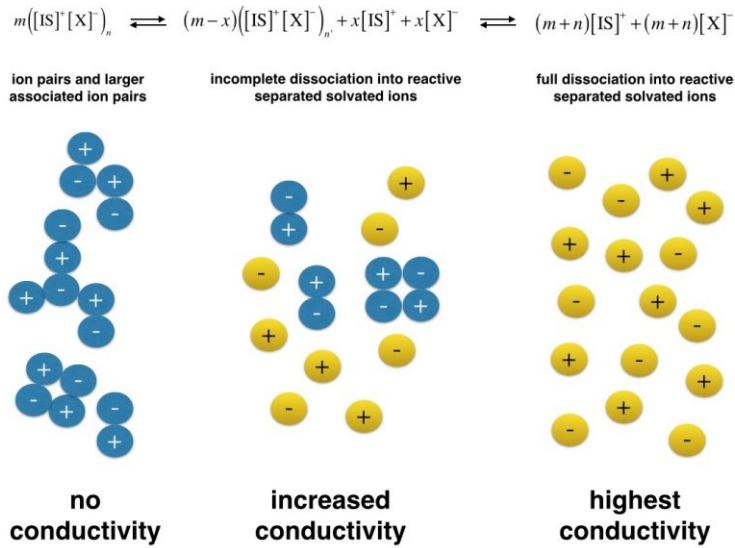 m([IS]⁺[X]⁻)ₙ ⇌ (m−x)([IS]⁺[X]⁻)ₙ' + x[IS]⁺ + x[X]⁻ ⇌ (m+n)[IS]⁺ + (m+n)[X]⁻
ion pairs and larger
associated ion pairs
incomplete dissociation into reactive
separated solvated ions
full dissociation into reactive
separated solvated ions
no
conductivity
increased
conductivity
highest
conductivity